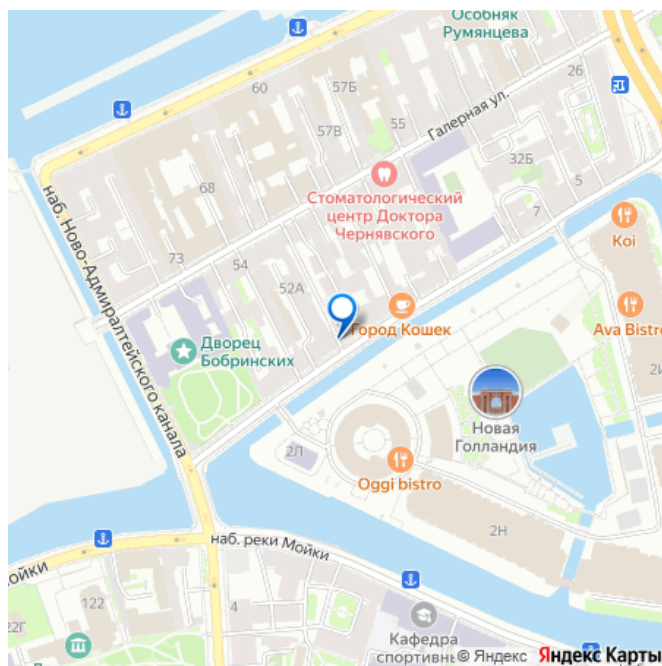 Особняк
Румянцева
57Б
60
26
57В
55
Галерная ул.
32Б
68
Стоматологический
центр Доктора
Чернявского
5
7
наб. Ново-Адмиралтейского канала
Koi
73
54
52А
Город Кошек
Ava Bistro
Дворец
Бобринских
2И
Новая
Голландия
2Л
Oggi bistro
2Н
наб. реки Мойки
Мойки
122
4
22Г
Кафедра
спортивны
© Яндекс Яндекс Карты